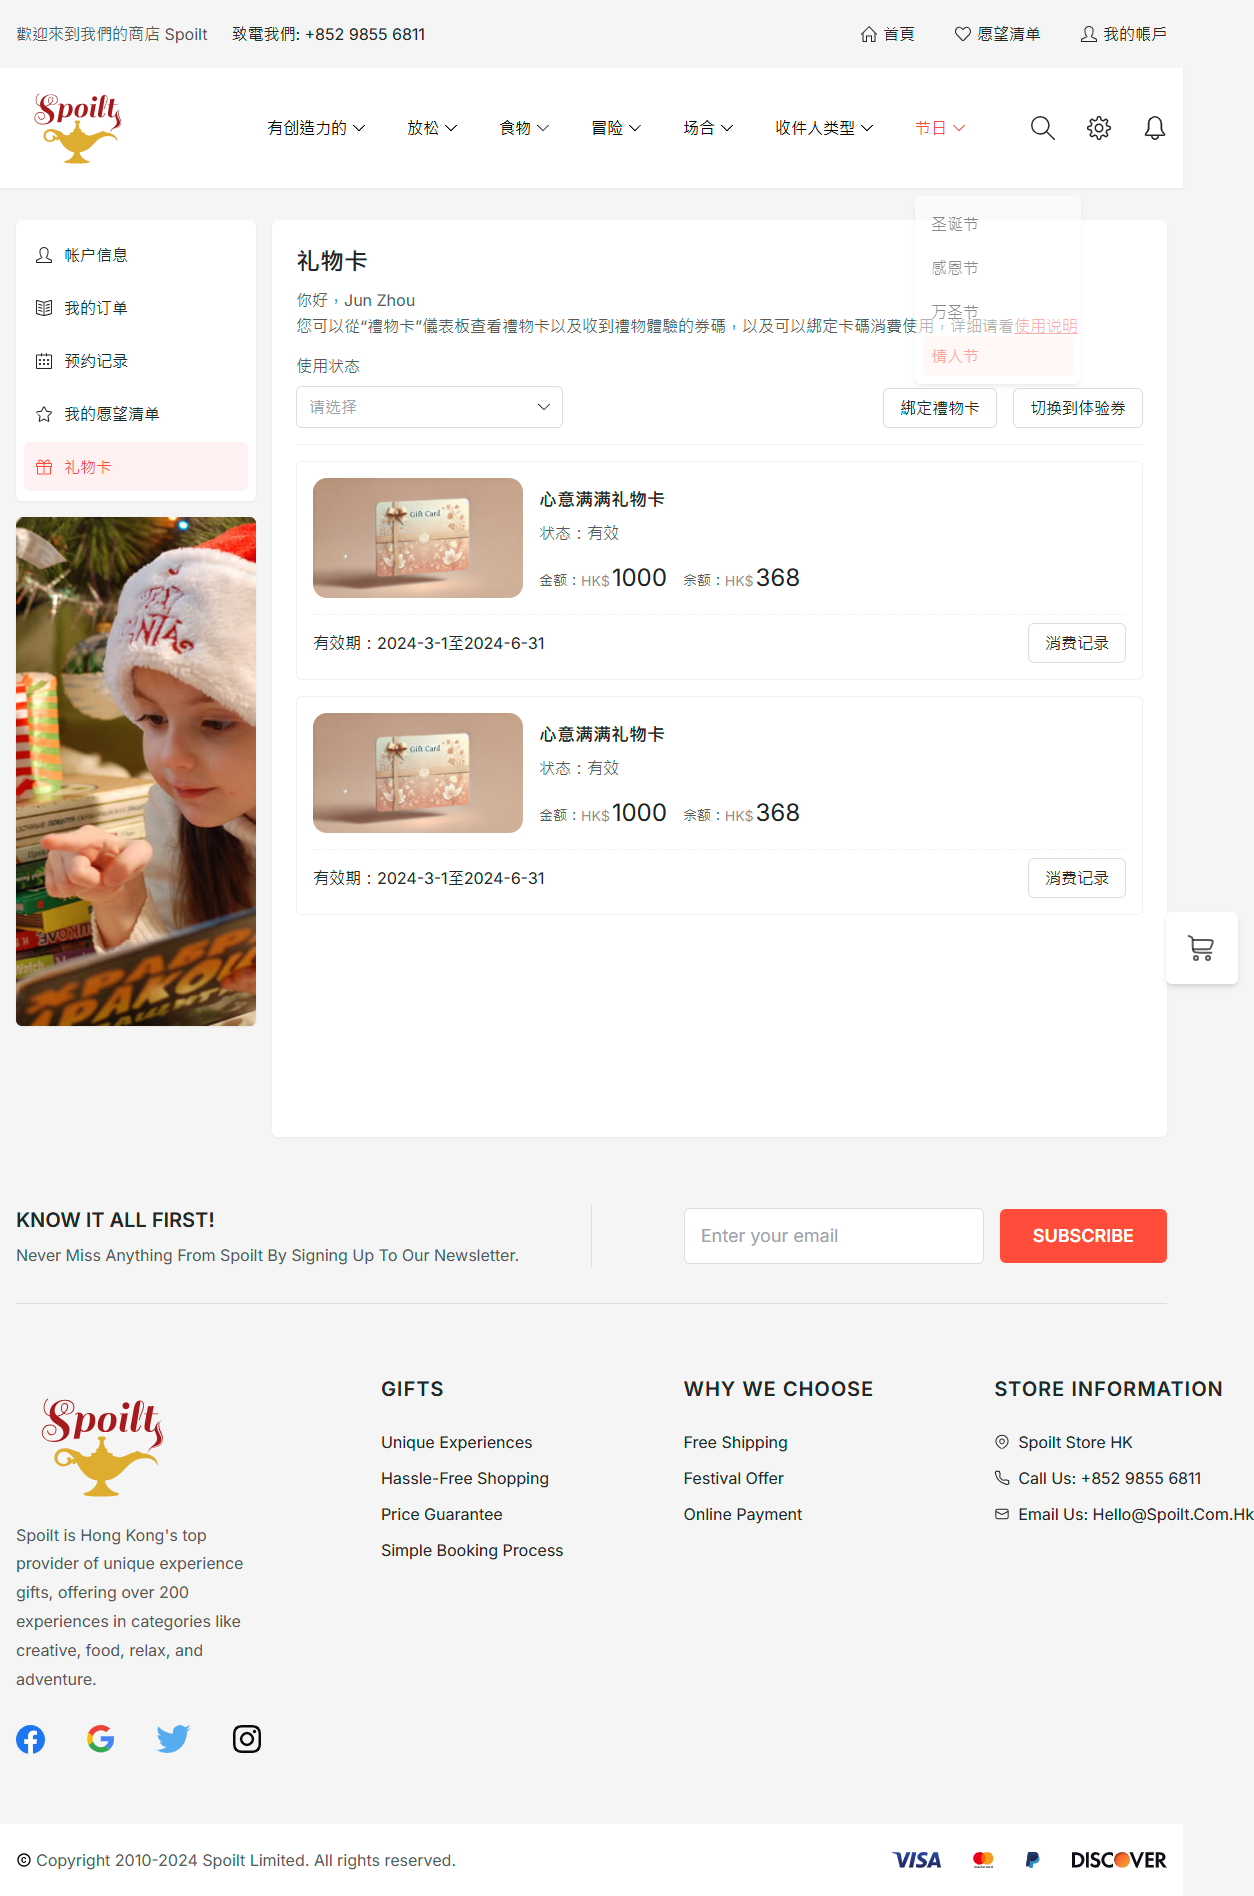 歡迎來到我們的商店 Spoilt 致電我們: +852 9855 6811 首頁 愿望清单 我的帳戶
Spoilt 有创造力的 放松 食物 冒险 场合 收件人类型 节日
圣诞节
感恩节
万圣节
情人节
帐户信息
我的订单
预约记录
我的愿望清单
礼物卡
礼物卡
你好，Jun Zhou
您可以從“禮物卡”儀表板查看禮物卡以及收到禮物體驗的券碼，以及可以綁定卡碼消費使用，详细请看使用说明
使用状态
请选择 綁定禮物卡 切换到体验券
Gift Card
心意满满礼物卡
状态：有效
金额：HK$1000 余额：HK$368
有效期：2024-3-1至2024-6-31 消费记录
Gift Card
心意满满礼物卡
状态：有效
金额：HK$1000 余额：HK$368
有效期：2024-3-1至2024-6-31 消费记录
KNOW IT ALL FIRST!
Never Miss Anything From Spoilt By Signing Up To Our Newsletter.
Enter your email SUBSCRIBE
Spoilt
Spoilt is Hong Kong's top
provider of unique experience
gifts, offering over 200
experiences in categories like
creative, food, relax, and
adventure.
GIFTS
Unique Experiences
Hassle-Free Shopping
Price Guarantee
Simple Booking Process
WHY WE CHOOSE
Free Shipping
Festival Offer
Online Payment
STORE INFORMATION
Spoilt Store HK
Call Us: +852 9855 6811
Email Us: Hello@Spoilt.Com.Hk
© Copyright 2010-2024 Spoilt Limited. All rights reserved.
VISA DISCOVER